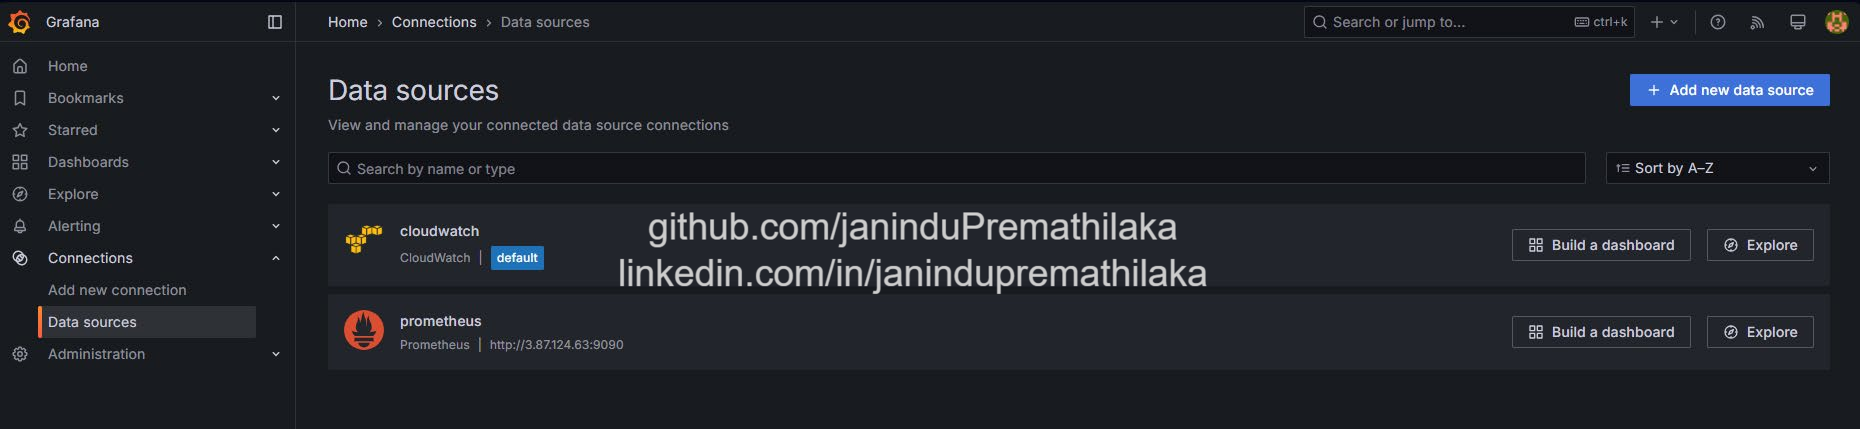 Grafana
Home › Connections › Data sources
Search or jump to...
ctrl+k
Home
Bookmarks
Starred
Dashboards
Explore
Alerting
Connections
Add new connection
Data sources
Administration
Data sources
Add new data source
View and manage your connected data source connections
Search by name or type
Sort by A–Z
cloudwatch
CloudWatch | default
github.com/janinduPremathilaka
linkedin.com/in/janindupremathilaka
Build a dashboard
Explore
prometheus
Prometheus | http://3.87.124.63:9090
Build a dashboard
Explore